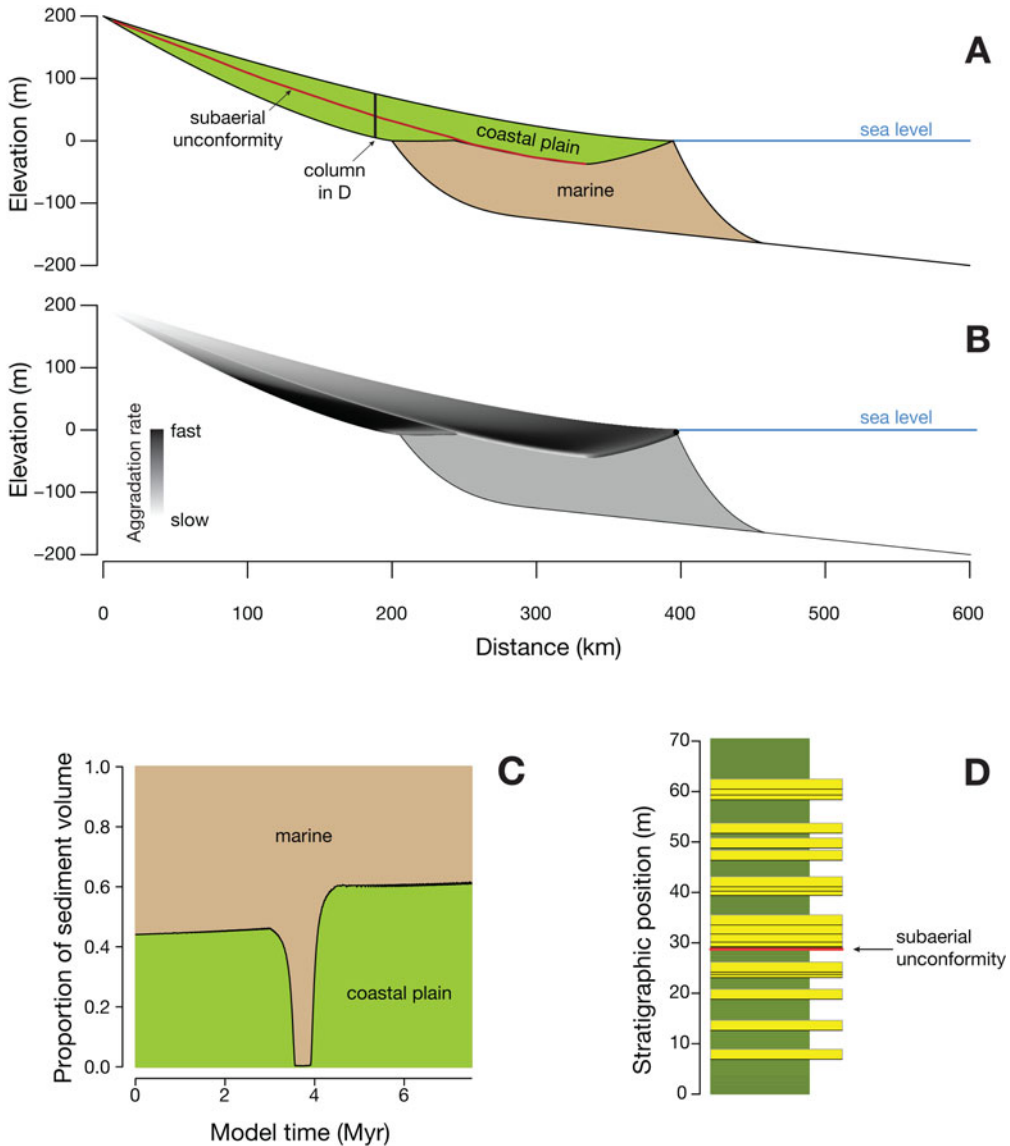 A
200
100
0
−100
−200
Elevation (m)
subaerial
unconformity
column
in D
coastal plain
marine
sea level
B
200
100
0
−100
−200
Elevation (m)
Aggradation rate
fast
slow
sea level
0 100 200 300 400 500 600
Distance (km)
C
1.0
0.8
0.6
0.4
0.2
0.0
Proportion of sediment volume
marine
coastal plain
0 2 4 6
Model time (Myr)
D
70
60
50
40
30
20
10
0
Stratigraphic position (m)
subaerial
unconformity